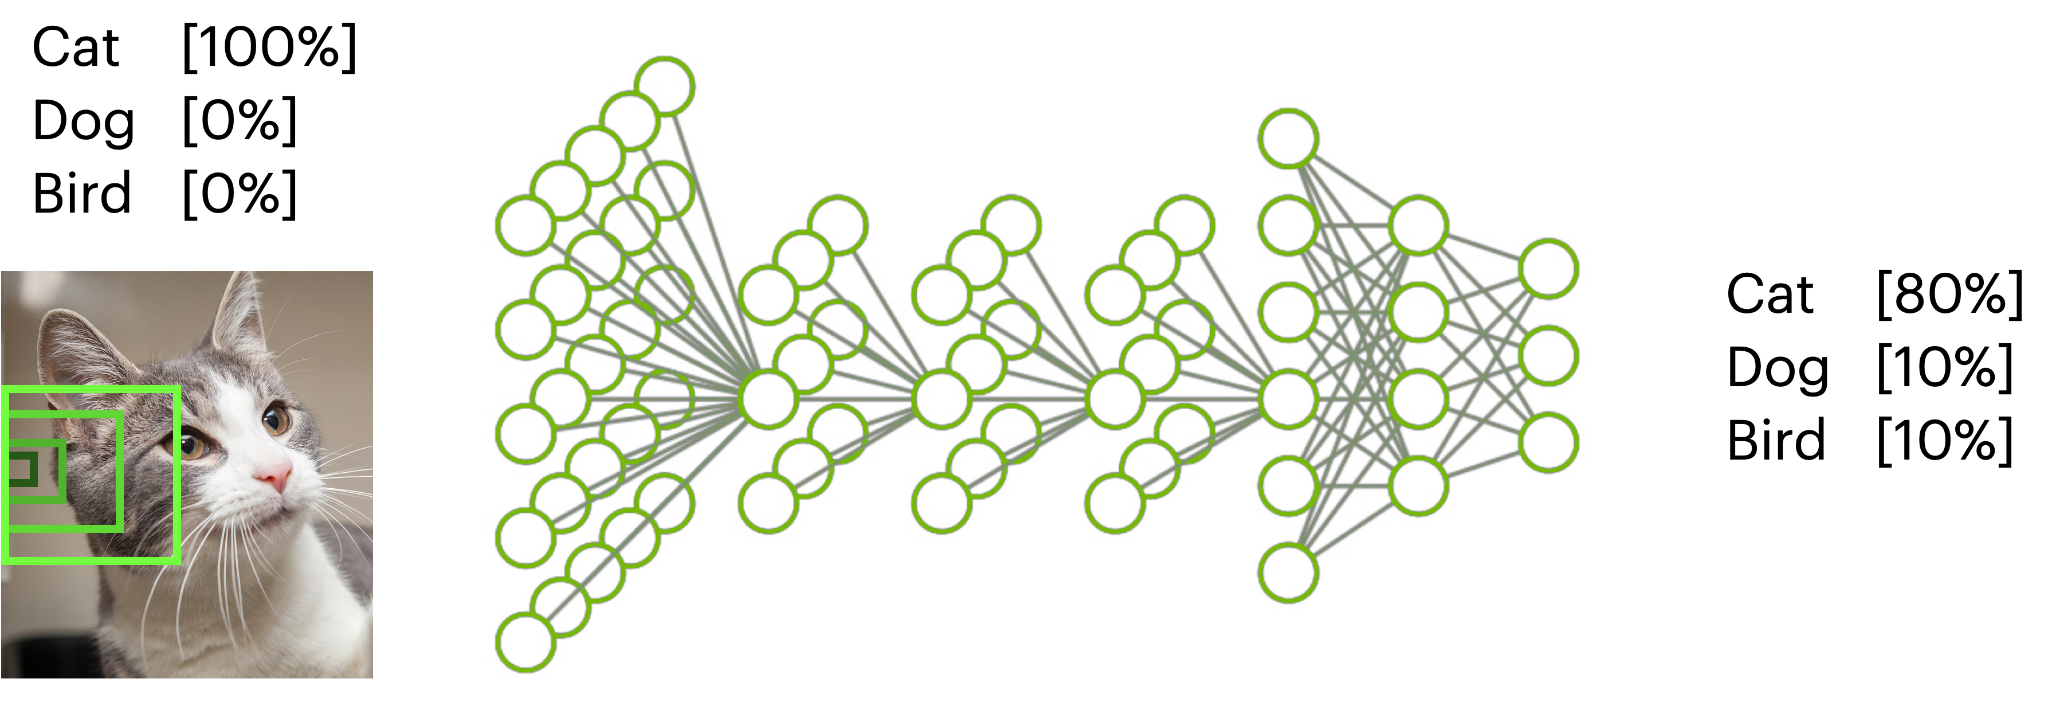 Cat [100%]
Dog [0%]
Bird [0%]
Cat [80%]
Dog [10%]
Bird [10%]